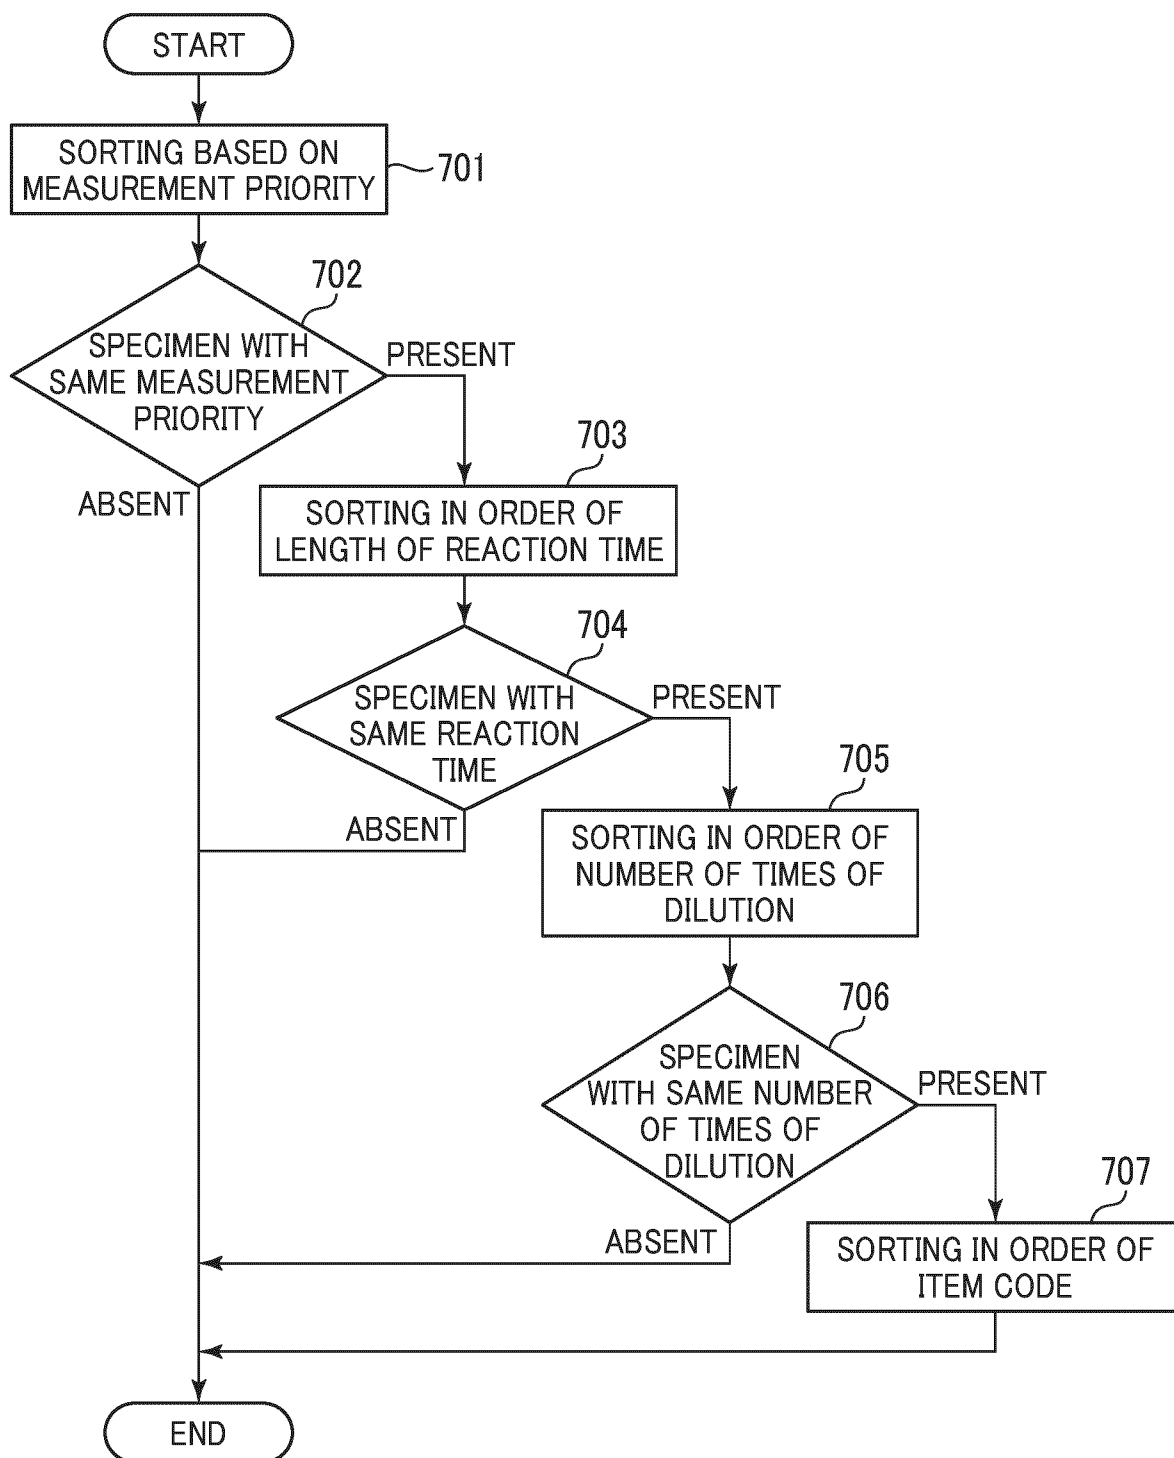 START
SORTING BASED ON
MEASUREMENT PRIORITY
701
702
SPECIMEN WITH
SAME MEASUREMENT
PRIORITY
PRESENT
ABSENT
703
SORTING IN ORDER OF
LENGTH OF REACTION TIME
704
SPECIMEN WITH
SAME REACTION
TIME
PRESENT
ABSENT
705
SORTING IN ORDER OF
NUMBER OF TIMES OF
DILUTION
706
SPECIMEN
WITH SAME NUMBER
OF TIMES OF
DILUTION
PRESENT
ABSENT
707
SORTING IN ORDER OF
ITEM CODE
END